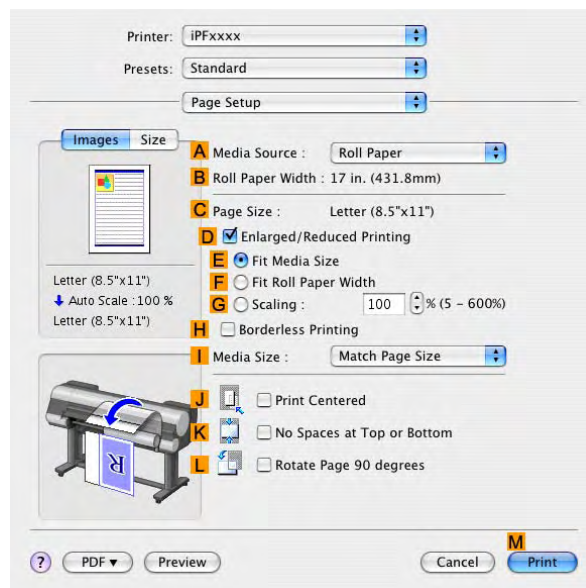 Printer: iPFxxxx
Presets: Standard
Page Setup
Images Size
A Media Source : Roll Paper
B Roll Paper Width : 17 in. (431.8mm)
C Page Size : Letter (8.5"x11")
D Enlarged/Reduced Printing
E Fit Media Size
F Fit Roll Paper Width
G Scaling : 100 % (5 - 600%)
H Borderless Printing
I Media Size : Match Page Size
J Print Centered
K No Spaces at Top or Bottom
L Rotate Page 90 degrees
Letter (8.5"x11")
Auto Scale :100 %
Letter (8.5"x11")
R
M
? PDF Preview Cancel Print